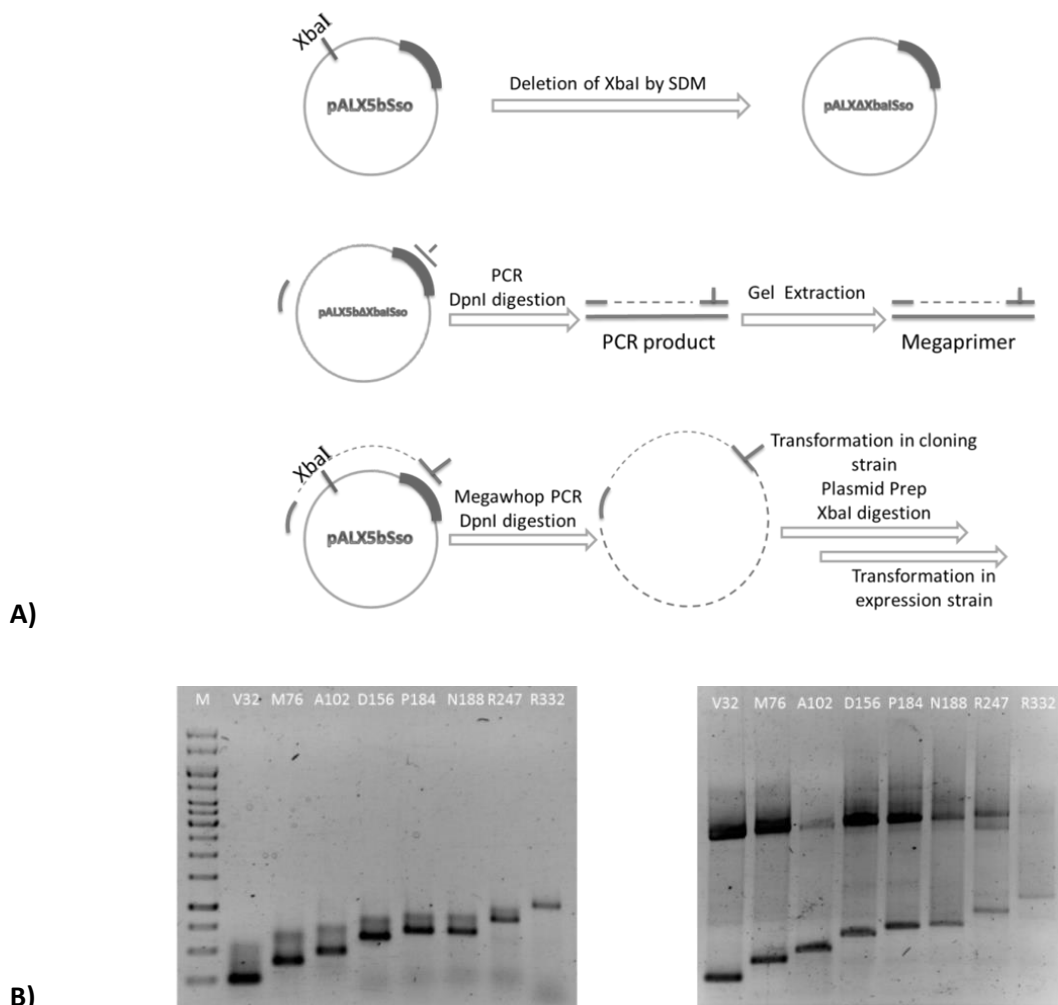 XbaI
pALX5bSso
Deletion of XbaI by SDM
pALXΔXbaISso
pALX5bΔXbaISso
PCR
DpnI digestion
PCR product
Gel Extraction
Megaprimer
XbaI
pALX5bSso
Megawhop PCR
DpnI digestion
Transformation in cloning
strain
Plasmid Prep
XbaI digestion
Transformation in
expression strain
A)
M V32 M76 A102 D156 P184 N188 R247 R332
V32 M76 A102 D156 P184 N188 R247 R332
B)